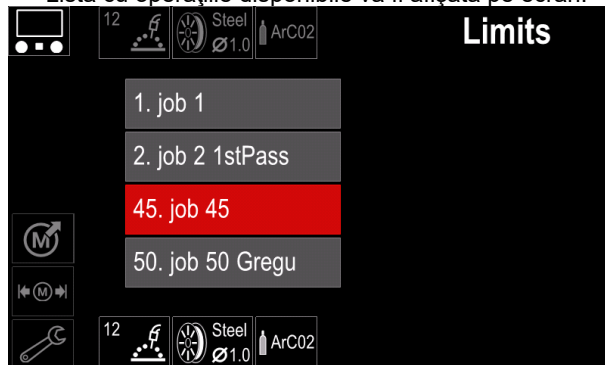 Lista cu operațiile disponibile va fi afișată pe ecran.
12 Steel Ø1.0 ArC02
Limits
1. job 1
2. job 2 1stPass
45. job 45
50. job 50 Gregu
M
M
12 Steel Ø1.0 ArC02